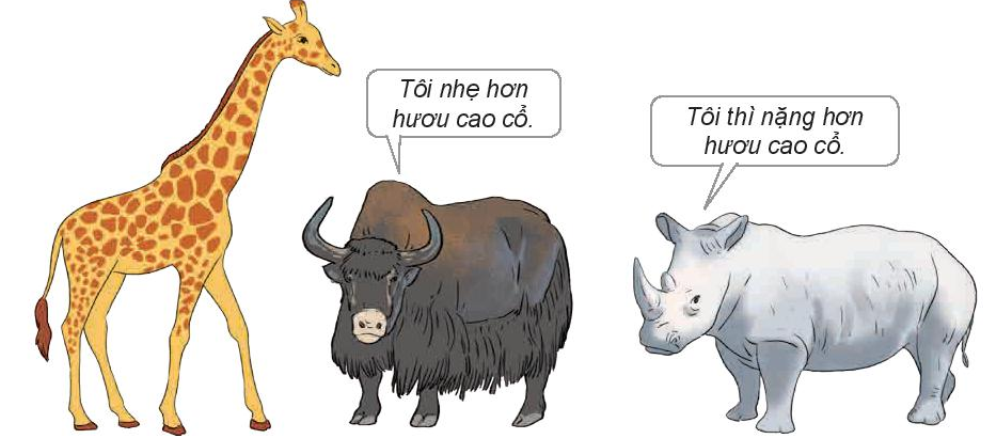 Tôi nhẹ hơn
hươu cao cổ.
Tôi thì nặng hơn
hươu cao cổ.